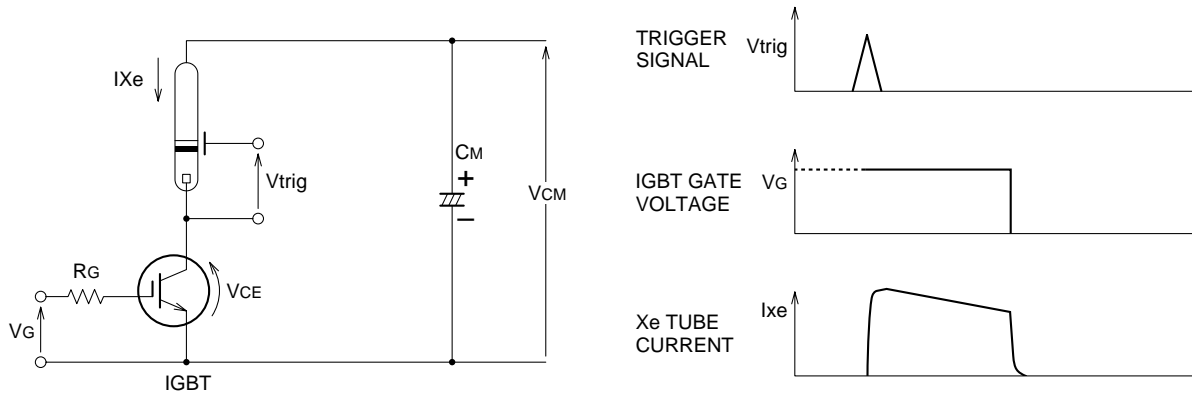 IXe
Vtrig
CM
+
−
VCM
RG
VCE
VG
IGBT
TRIGGER
SIGNAL
Vtrig
IGBT GATE
VOLTAGE
VG
Xe TUBE
CURRENT
Ixe